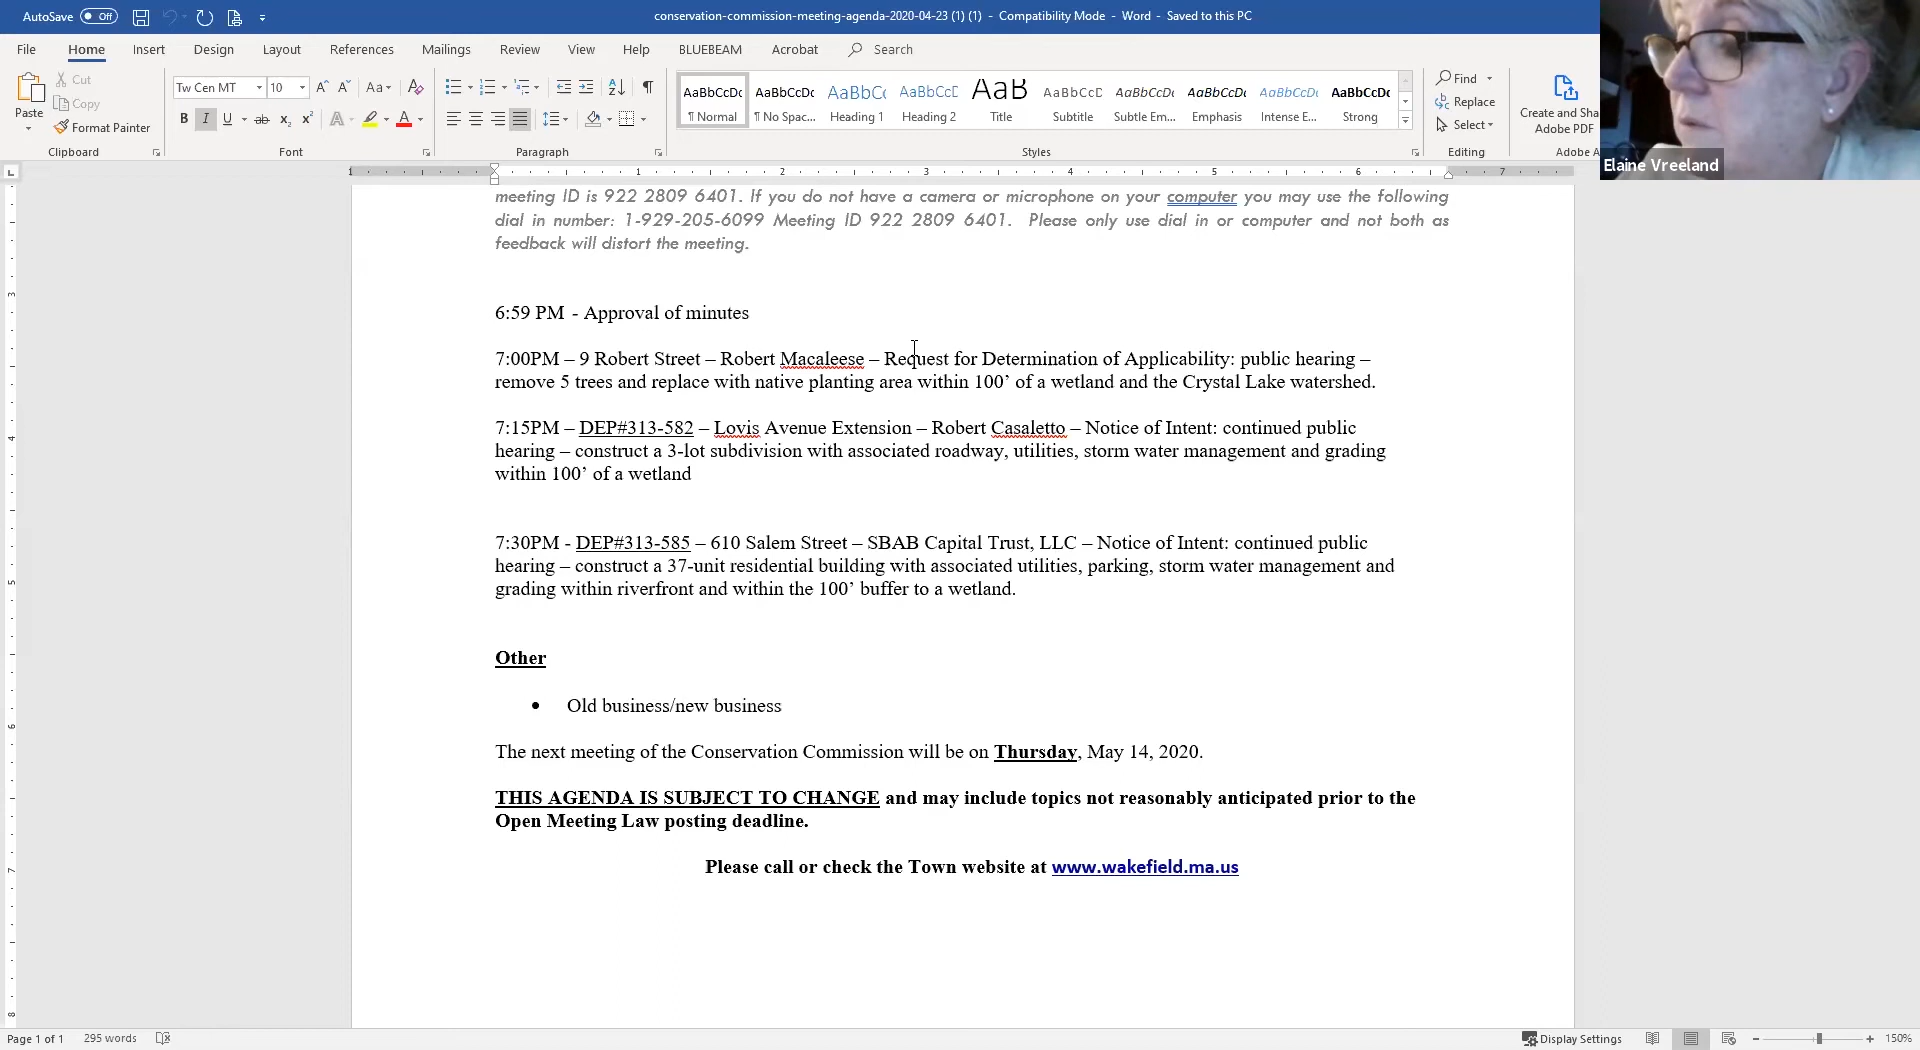 AutoSave Off
conservation-commission-meeting-agenda-2020-04-23 (1) (1) - Compatibility Mode - Word - Saved to this PC
File Home Insert Design Layout References Mailings Review View Help BLUEBEAM Acrobat Search
Paste
Cut
Copy
Format Painter
Clipboard
Tw Cen MT 10
Font
Paragraph
AaBbCcDc AaBbCcDc AaBbCc AaBbCcD AaB AaBbCcD AaBbCcDc AaBbCcDc AaBbCcDc AaBbCcDc
¶ Normal ¶ No Spac... Heading 1 Heading 2 Title Subtitle Subtle Em... Emphasis Intense E... Strong
Styles
Find
Replace
Select
Editing
Create and Sha
Adobe PDF
Adobe A
Elaine Vreeland
1 1 2 3 4 5 6 7
meeting ID is 922 2809 6401. If you do not have a camera or microphone on your computer you may use the following
dial in number: 1-929-205-6099 Meeting ID 922 2809 6401. Please only use dial in or computer and not both as
feedback will distort the meeting.
6:59 PM - Approval of minutes
7:00PM – 9 Robert Street – Robert Macaleese – Request for Determination of Applicability: public hearing –
remove 5 trees and replace with native planting area within 100’ of a wetland and the Crystal Lake watershed.
7:15PM – DEP#313-582 – Lovis Avenue Extension – Robert Casaletto – Notice of Intent: continued public
hearing – construct a 3-lot subdivision with associated roadway, utilities, storm water management and grading
within 100’ of a wetland
7:30PM - DEP#313-585 – 610 Salem Street – SBAB Capital Trust, LLC – Notice of Intent: continued public
hearing – construct a 37-unit residential building with associated utilities, parking, storm water management and
grading within riverfront and within the 100’ buffer to a wetland.
Other
• Old business/new business
The next meeting of the Conservation Commission will be on Thursday, May 14, 2020.
THIS AGENDA IS SUBJECT TO CHANGE and may include topics not reasonably anticipated prior to the
Open Meeting Law posting deadline.
Please call or check the Town website at www.wakefield.ma.us
Page 1 of 1 295 words
Display Settings
150%